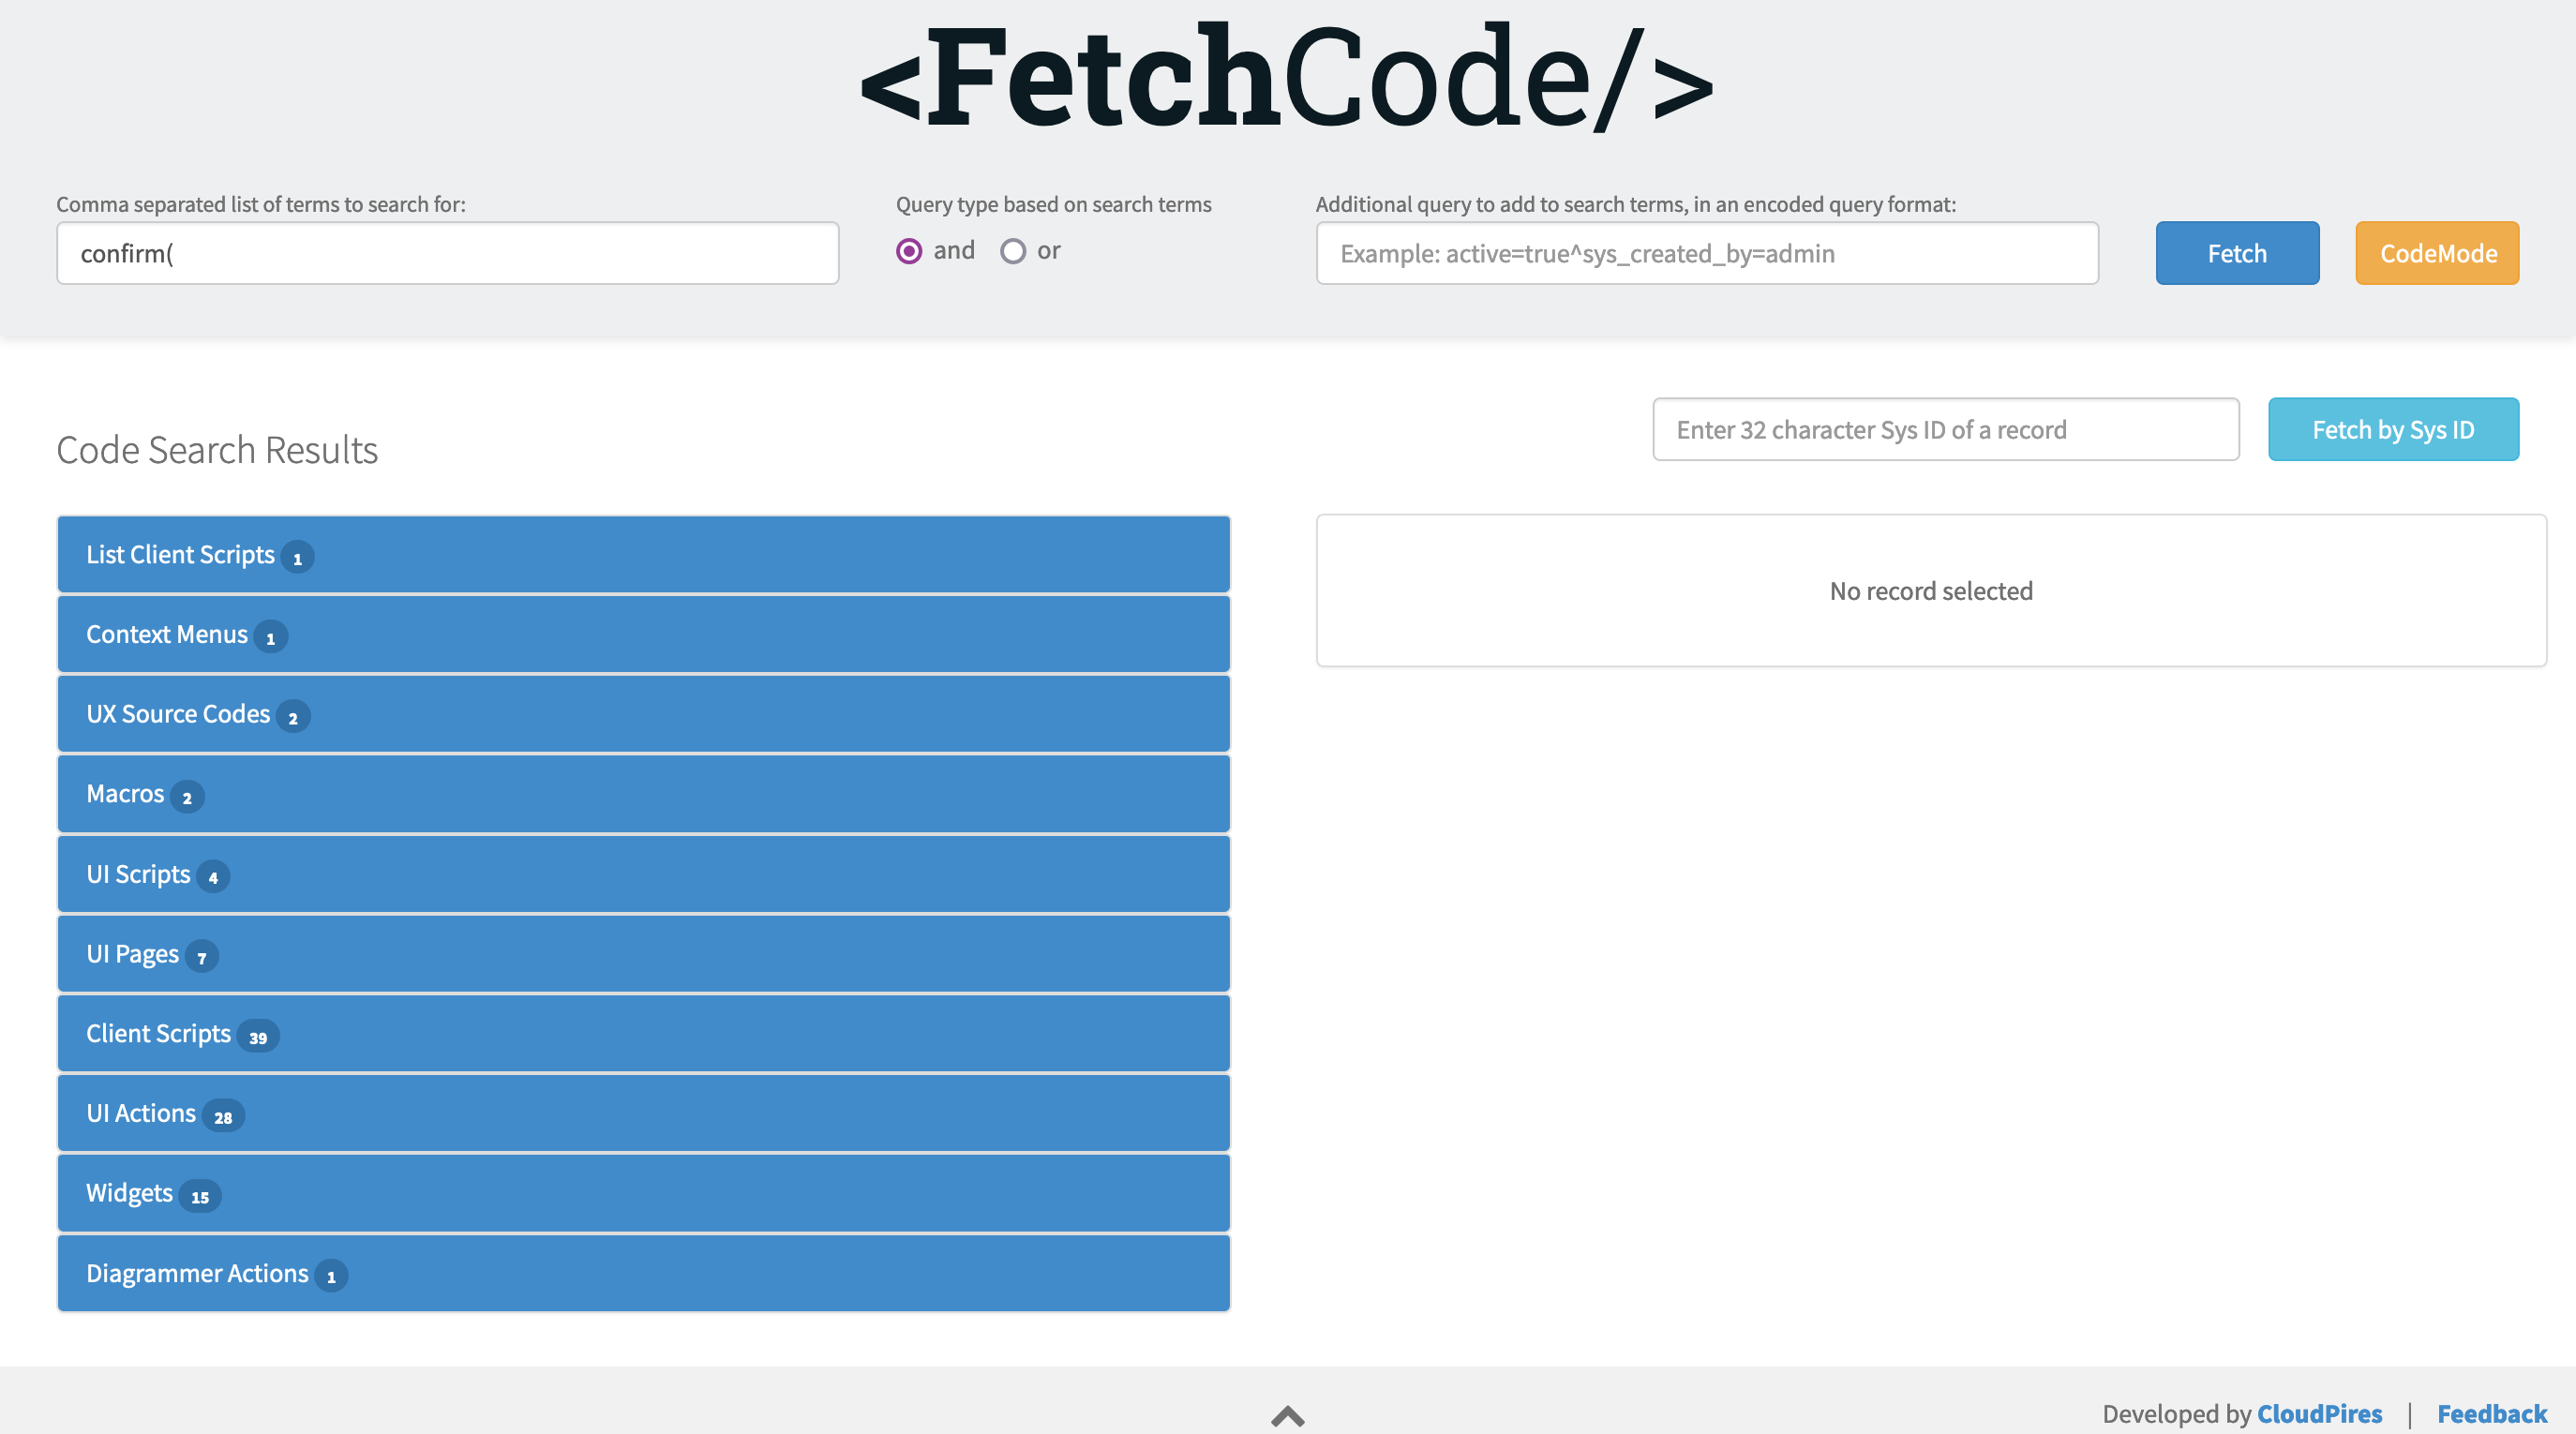 <FetchCode/>
Comma separated list of terms to search for:
confirm(
Query type based on search terms
and or
Additional query to add to search terms, in an encoded query format:
Example: active=true^sys_created_by=admin
Fetch
CodeMode
Code Search Results
Enter 32 character Sys ID of a record
Fetch by Sys ID
List Client Scripts 1
Context Menus 1
UX Source Codes 2
Macros 2
UI Scripts 4
UI Pages 7
Client Scripts 39
UI Actions 28
Widgets 15
Diagrammer Actions 1
No record selected
Developed by CloudPires | Feedback